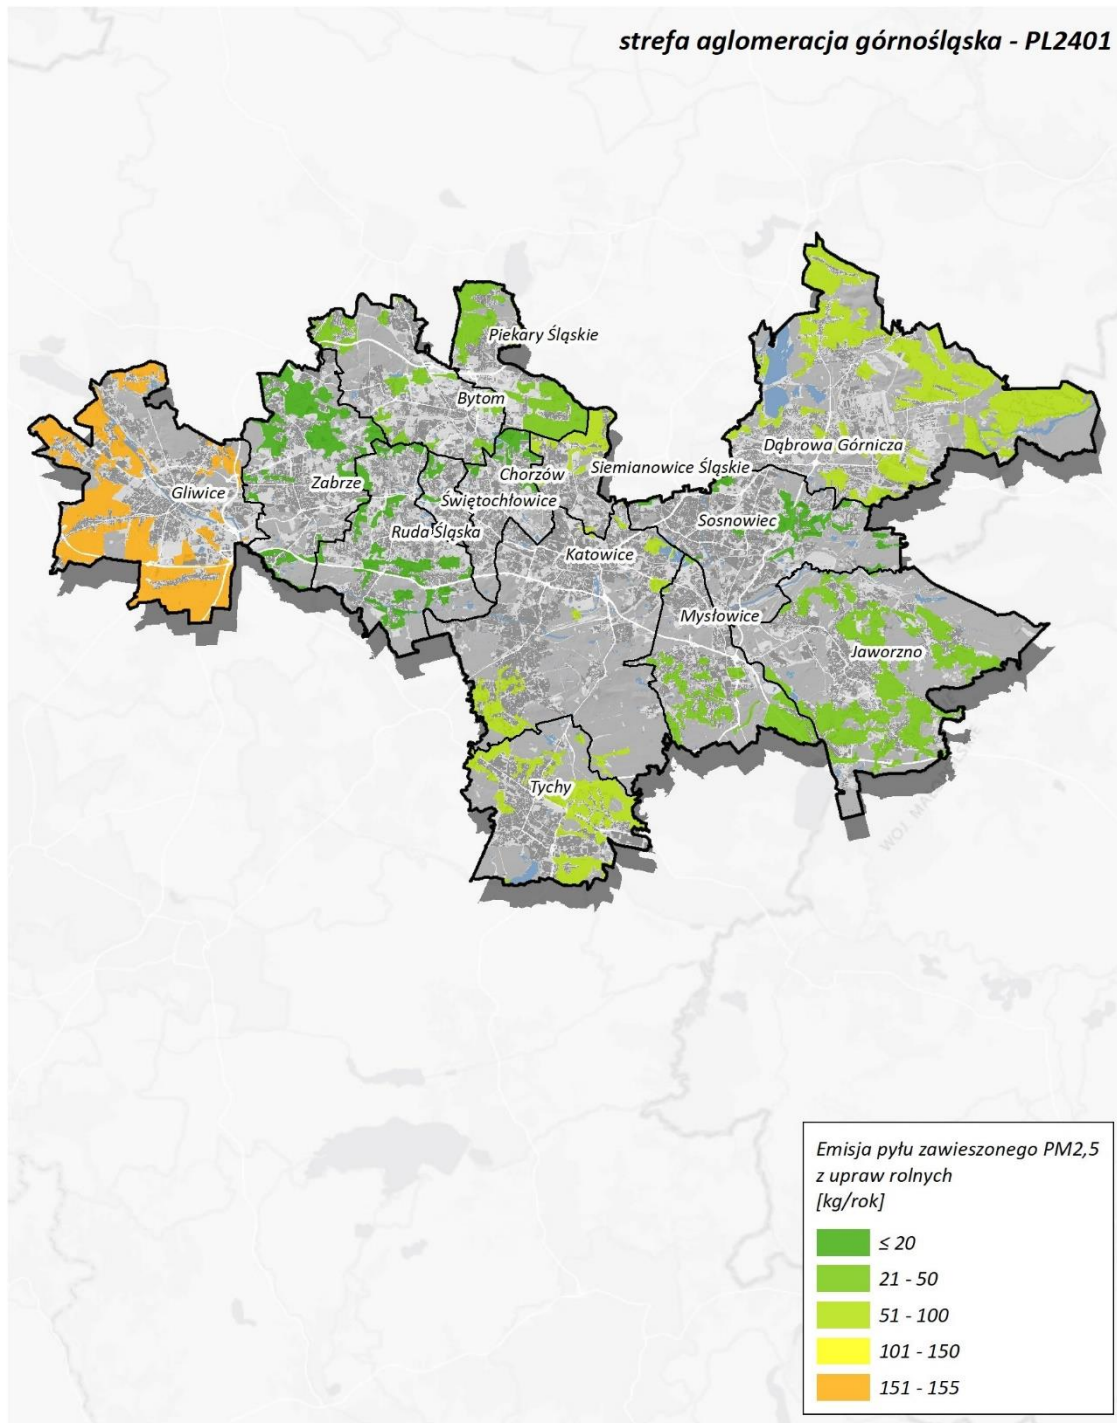 strefa aglomeracja górnośląska - PL2401
Piekary Śląskie
Bytom
Dąbrowa Górnicza
Siemianowice Śląskie
Chorzów
Zabrze
Gliwice
Świętochłowice
Sosnowiec
Ruda Śląska
Katowice
Mysłowice
Jaworzno
Tychy
WOJ
Emisja pyłu zawieszonego PM2,5
z upraw rolnych
[kg/rok]
≤ 20
21 - 50
51 - 100
101 - 150
151 - 155